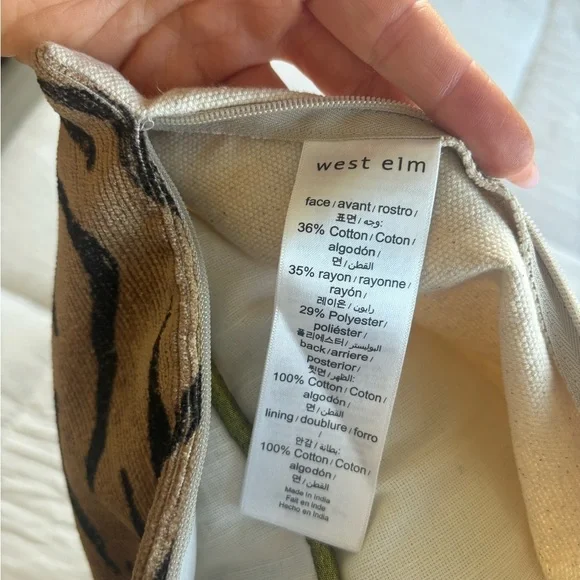 west elm
face / avant / rostro /
표면 / وجه:
36% Cotton / Coton /
algodón /
면 / القطن /
35% rayon / rayonne /
rayón /
레이온 / رايون /
29% Polyester /
poliéster /
폴리에스터 / البوليستر /
back / arriere /
posterior /
뒷면 / الظهر:
100% Cotton / Coton /
algodón /
면 / القطن /
lining / doublure / forro /
안감 / بطانة:
100% Cotton / Coton /
algodón /
면 / القطن /
Made in India
Fait en Inde
Hecho en India